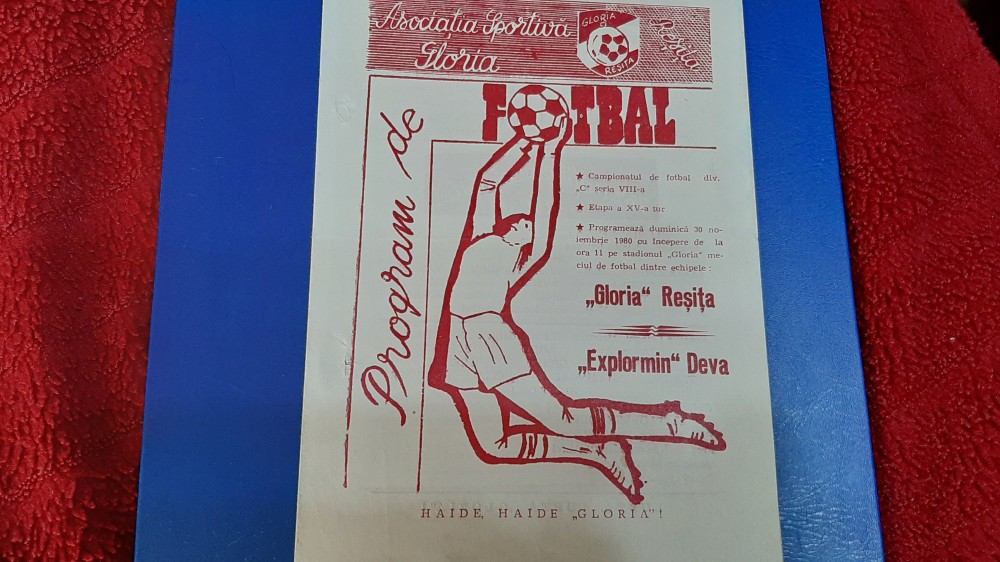 Asociația Sportivă
Gloria
GLORIA
REȘIȚA
Reșița
Program de
FOTBAL
★ Campionatul de fotbal div.
„C" seria VIII-a
★ Etapa a XV-a tur
★ Programează duminică 30 no-
iembrie 1980 cu începere de la
ora 11 pe stadionul „Gloria" me-
ciul de fotbal dintre echipele :
„Gloria" Reșița
„Explormin" Deva
HAIDE, HAIDE „GLORIA"!